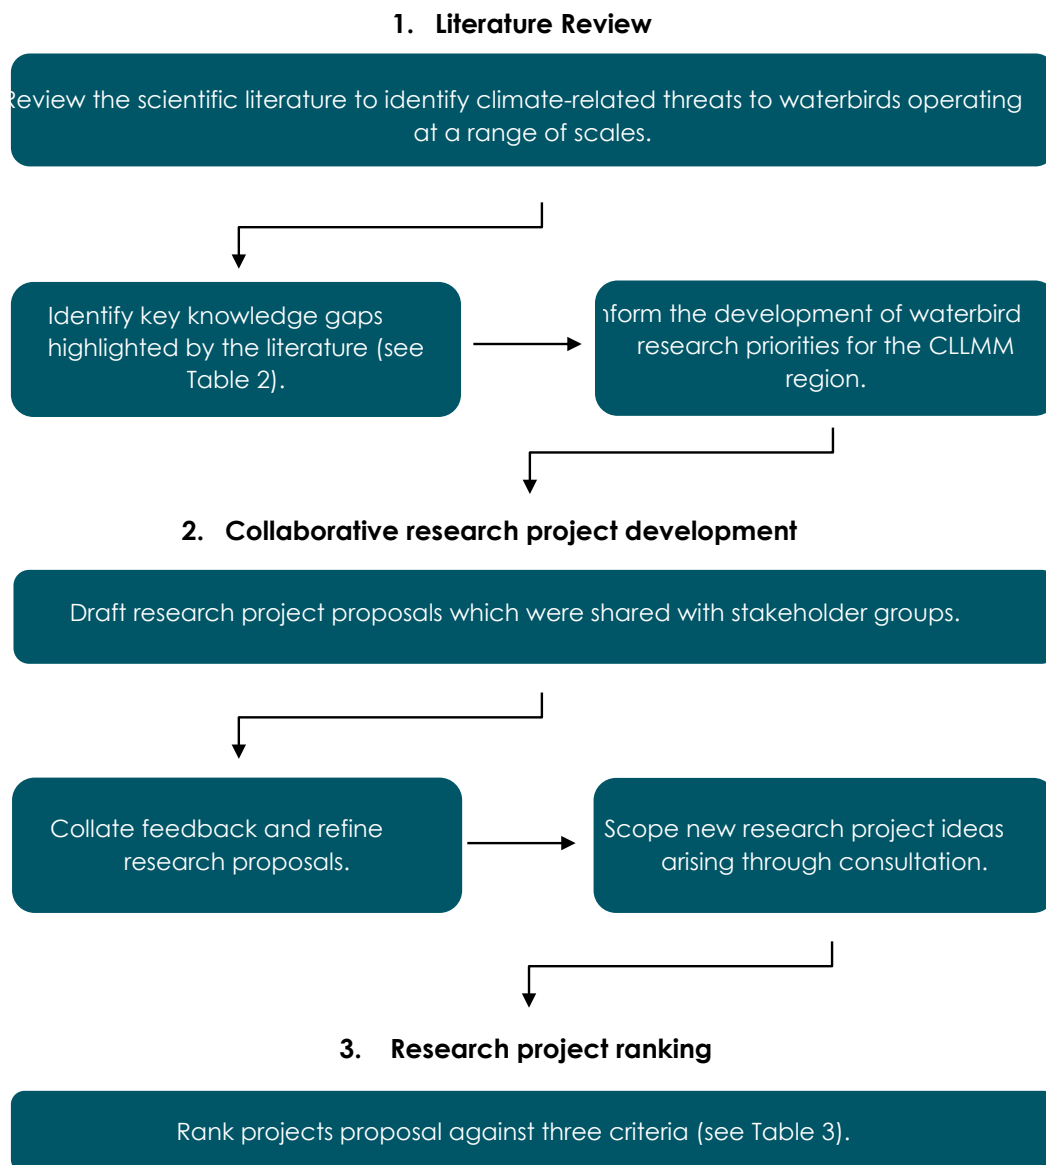 1. Literature Review
Review the scientific literature to identify climate-related threats to waterbirds operating
at a range of scales.
Identify key knowledge gaps
highlighted by the literature (see
Table 2).
nform the development of waterbird
research priorities for the CLLMM
region.
2. Collaborative research project development
Draft research project proposals which were shared with stakeholder groups.
Collate feedback and refine
research proposals.
Scope new research project ideas
arising through consultation.
3. Research project ranking
Rank projects proposal against three criteria (see Table 3).